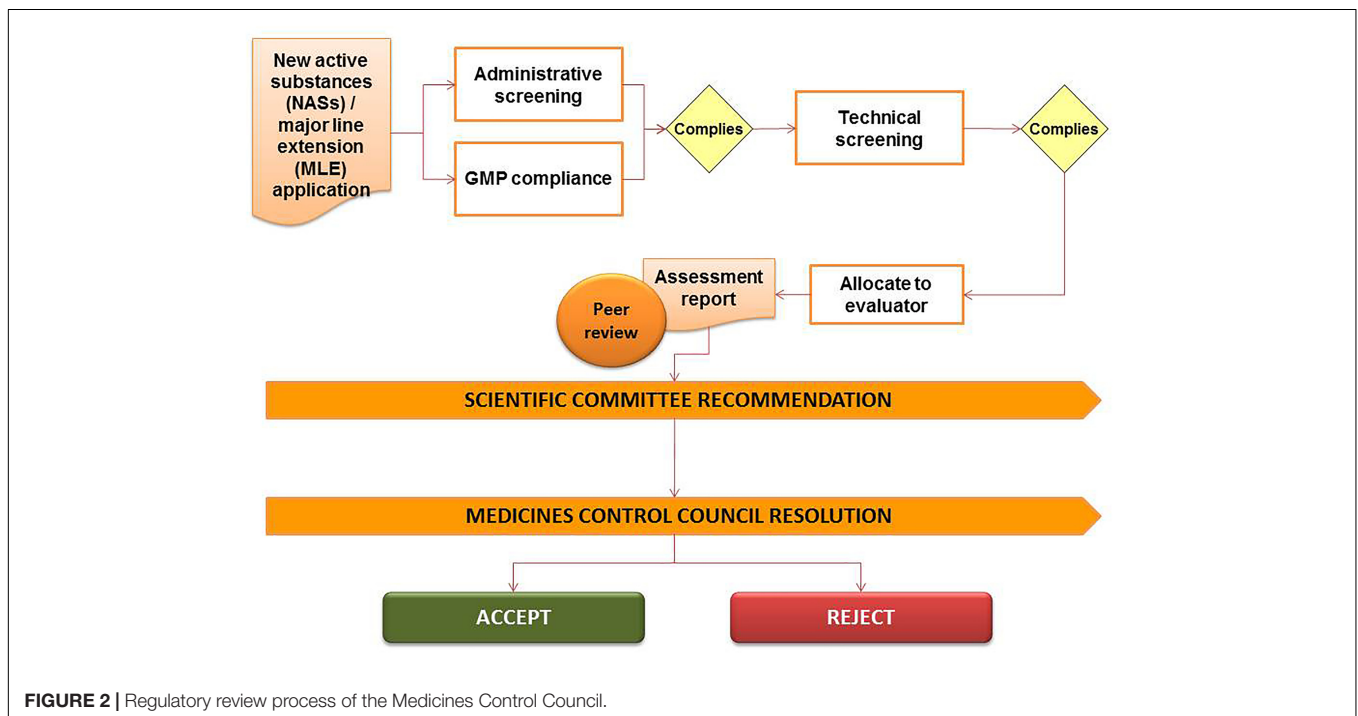 New active
substances
(NASs) /
major line
extension
(MLE)
application
Administrative
screening
GMP compliance
Complies
Technical
screening
Complies
Allocate to
evaluator
Assessment
report
Peer
review
SCIENTIFIC COMMITTEE RECOMMENDATION
MEDICINES CONTROL COUNCIL RESOLUTION
ACCEPT
REJECT
FIGURE 2 | Regulatory review process of the Medicines Control Council.